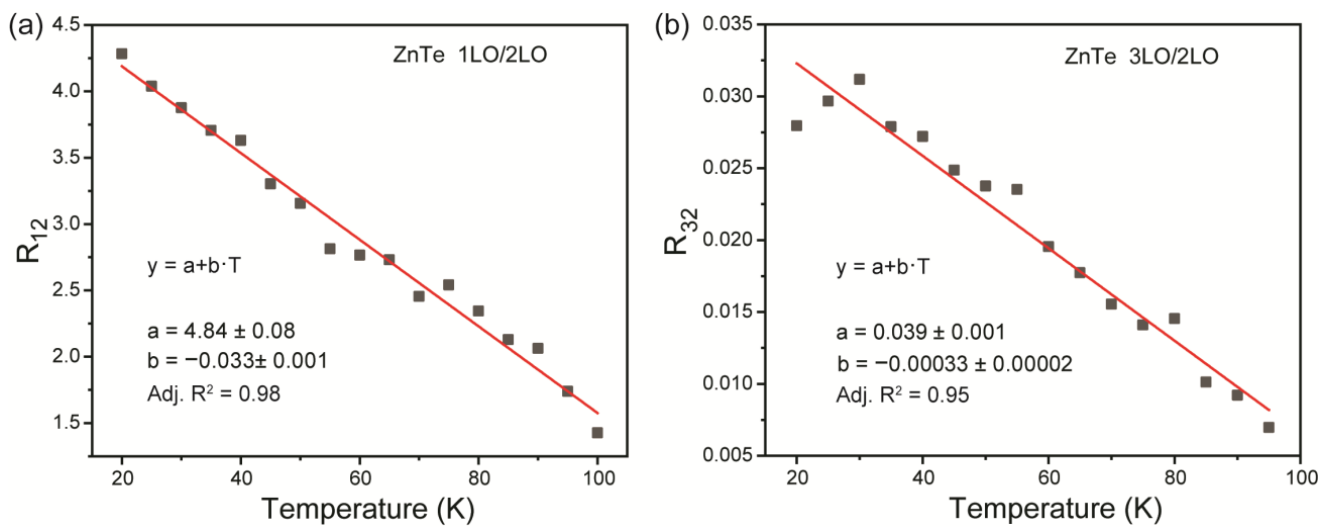 (a)
4.5
4.0
3.5
3.0
2.5
2.0
1.5
R₁₂
ZnTe 1LO/2LO
y = a+b·T
a = 4.84 ± 0.08
b = −0.033± 0.001
Adj. R² = 0.98
20 40 60 80 100
Temperature (K)
(b)
0.035
0.030
0.025
0.020
0.015
0.010
0.005
R₃₂
ZnTe 3LO/2LO
y = a+b·T
a = 0.039 ± 0.001
b = −0.00033 ± 0.00002
Adj. R² = 0.95
20 40 60 80 100
Temperature (K)